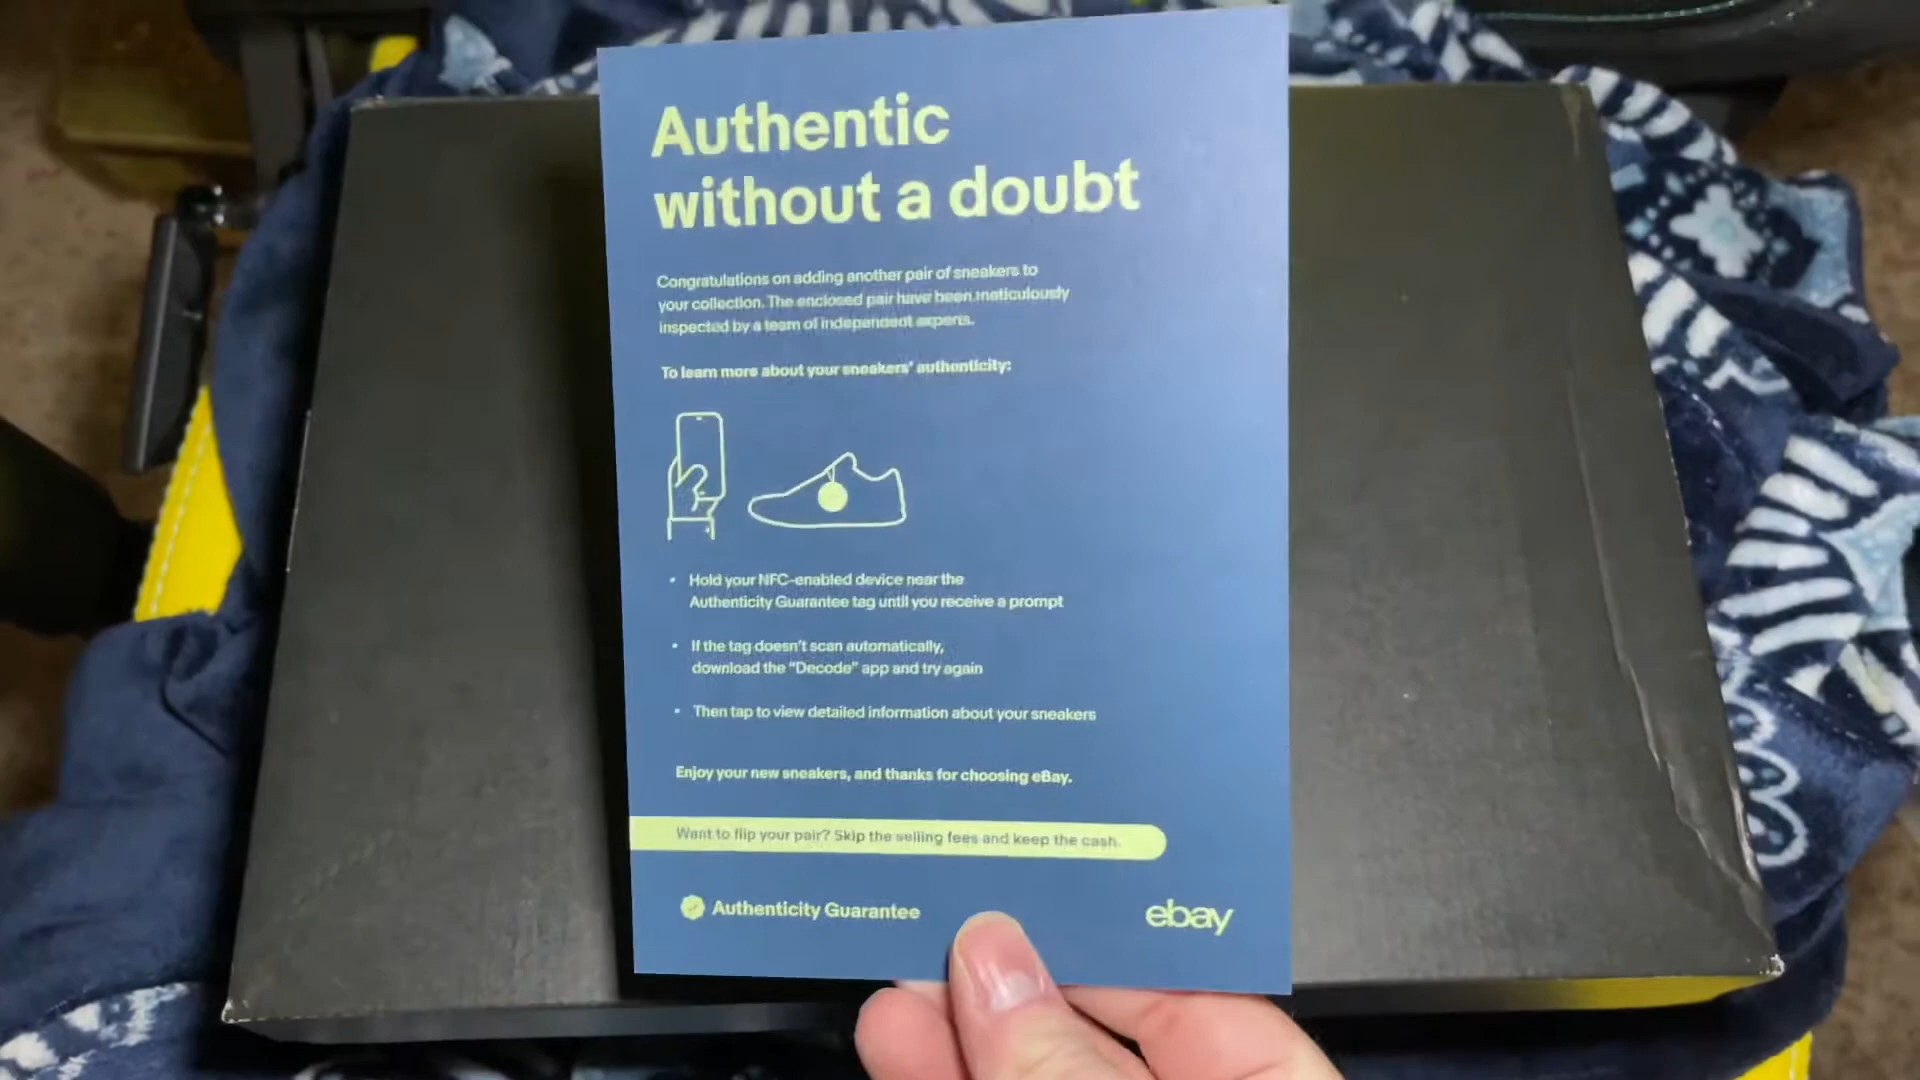 Authentic
without a doubt
Congratulations on adding another pair of sneakers to
your collection. The enclosed pair have been meticulously
inspected by a team of independent experts.
To learn more about your sneakers' authenticity:
• Hold your NFC-enabled device near the
Authenticity Guarantee tag until you receive a prompt
• If the tag doesn't scan automatically,
download the "Decode" app and try again
• Then tap to view detailed information about your sneakers
Enjoy your new sneakers, and thanks for choosing eBay.
Want to flip your pair? Skip the selling fees and keep the cash.
Authenticity Guarantee
ebay